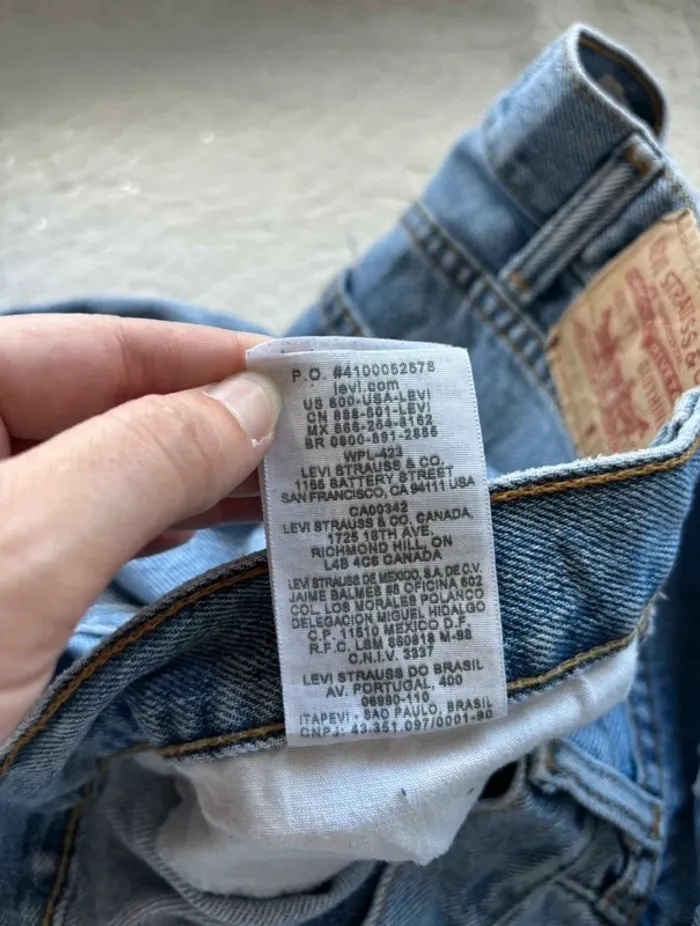 P.O. #4100052575
levi.com
US 800-USA-LEVI
CN 888-501-LEVI
MX 866-254-8162
BR 0800-891-2855
WPL-423
LEVI STRAUSS & CO.
1155 BATTERY STREET
SAN FRANCISCO, CA 94111 USA
CA00342
LEVI STRAUSS & CO. CANADA,
1725 16TH AVE.
RICHMOND HILL, ON
L4B 4C6 CANADA
LEVI STRAUSS DE MEXICO, S.A. DE C.V.
JAIME BALMES #8 OFICINA 602
COL. LOS MORALES POLANCO
DELEGACION MIGUEL HIDALGO
C.P. 11510 MEXICO D.F.
R.F.C. LSM 650818 M-98
C.N.I.V. 3337
LEVI STRAUSS DO BRASIL
AV. PORTUGAL, 400
06690-110
ITAPEVI - SAO PAULO, BRASIL
CNPJ: 43.351.097/0001-90